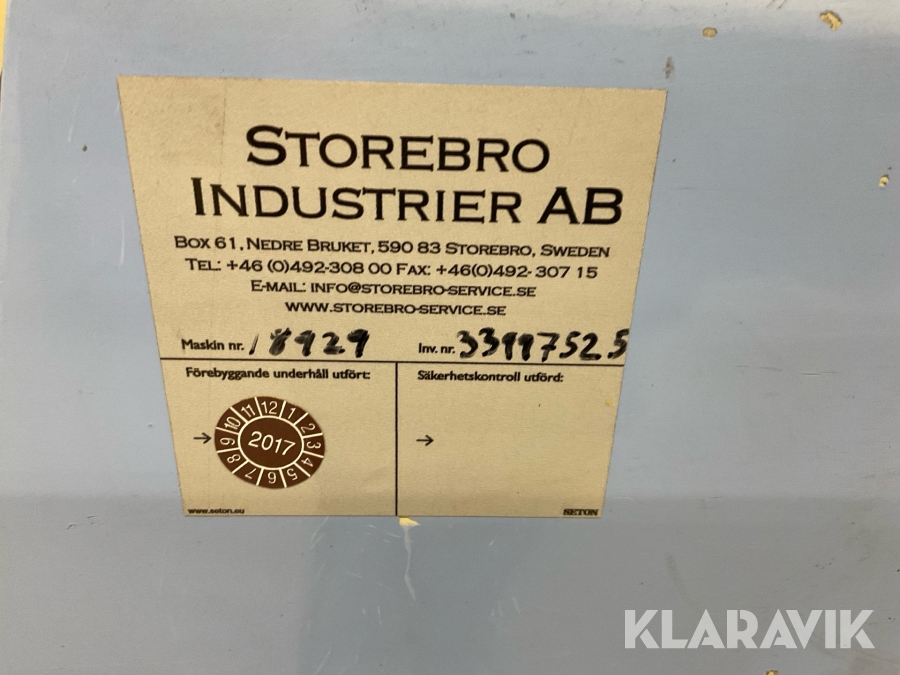 STOREBRO
INDUSTRIER AB
BOX 61, NEDRE BRUKET, 590 83 STOREBRO, SWEDEN
TEL: +46 (0)492-308 00 FAX: +46(0)492- 307 15
E-MAIL: INFO@STOREBRO-SERVICE.SE
WWW.STOREBRO-SERVICE.SE
Maskin nr. 18929 Inv. nr.
Förebyggande underhåll utfört:
Säkerhetskontroll utförd:
→
12 1 2 3 4 5 6 7 8 9 10 11
2017
→
www.seton.eu
SETON
KLARAVIK